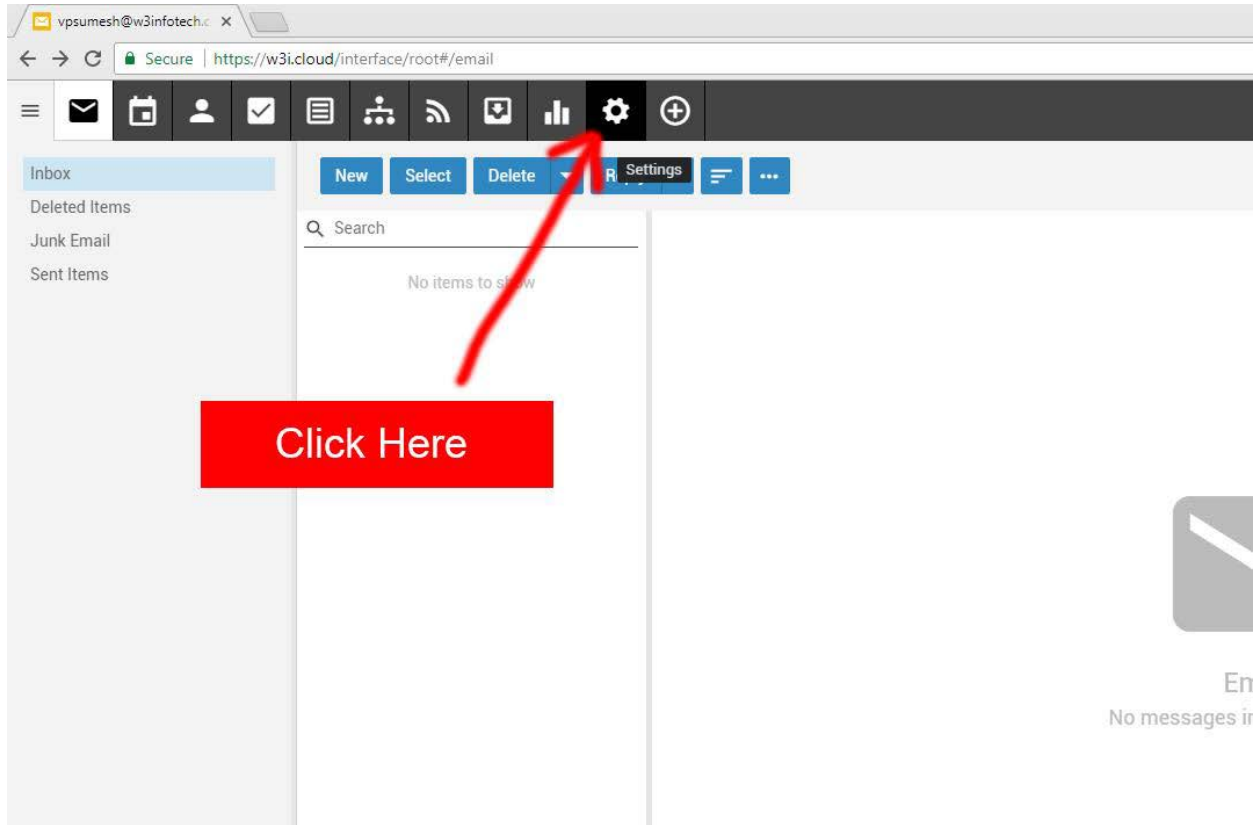 vpsumesh@w3infotech.c
Secure | https://w3i.cloud/interface/root#/email
Inbox
Deleted Items
Junk Email
Sent Items
New Select Delete
Settings
Search
No items to show
Click Here
No messages